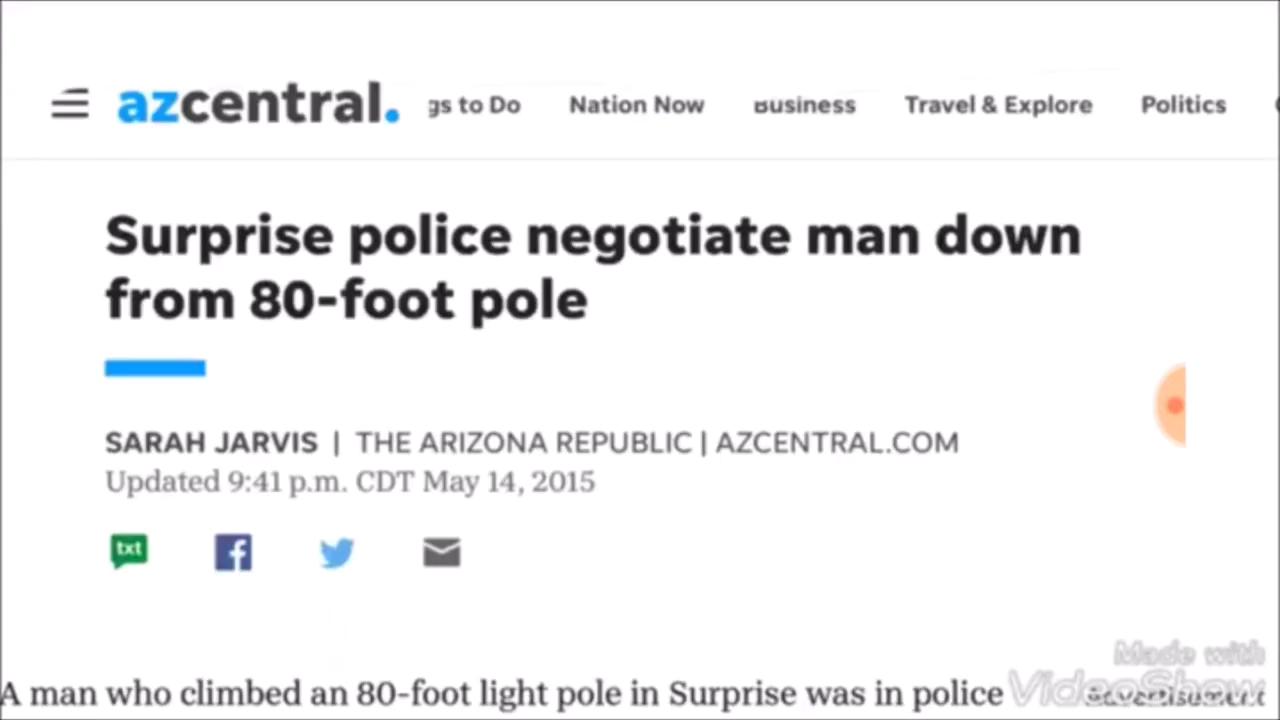 azcentral. gs to Do Nation Now Business Travel & Explore Politics
Surprise police negotiate man down
from 80-foot pole
SARAH JARVIS | THE ARIZONA REPUBLIC | AZCENTRAL.COM
Updated 9:41 p.m. CDT May 14, 2015
txt
Made with
A man who climbed an 80-foot light pole in Surprise was in police VideoShow Advertisement